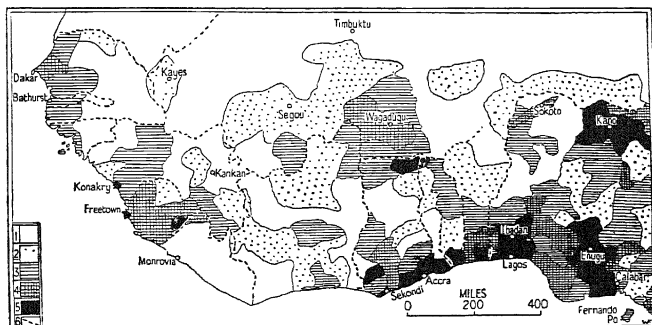 Timbuktu
Kayes
Dakar
Bathurst
Segou
Wagadugu
Sokoto
Kano
Kankan
Konakry
Freetown
Monrovia
Ibadan
Enugu
Lagos
Calabar
Accra
Sekondi
Fernando
Po
MILES
0 200 400
1
2
3
4
5
6